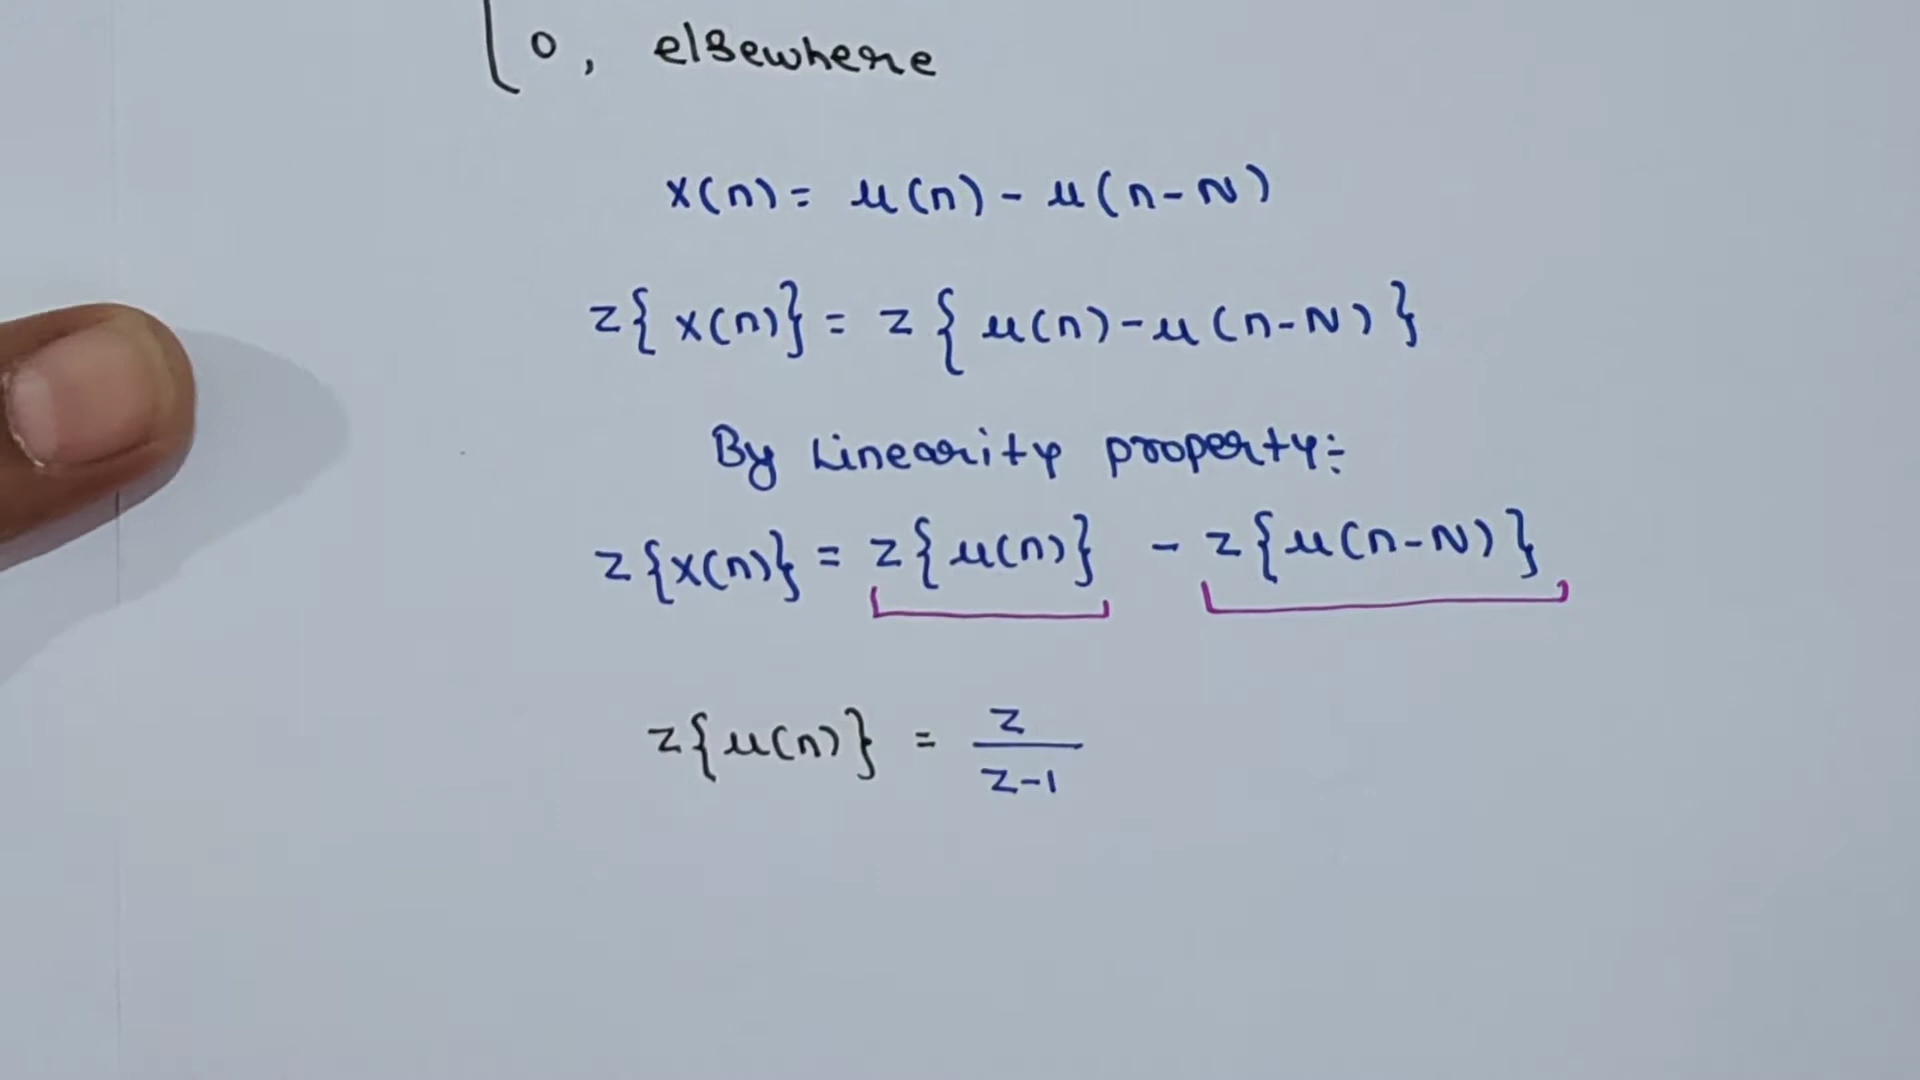 0, elsewhere
x(n) = u(n) - u(n-N)
z{x(n)} = z{u(n)-u(n-N)}
By Linearity property:
z{x(n)} = z{u(n)} - z{u(n-N)}
z{u(n)} = z/z-1